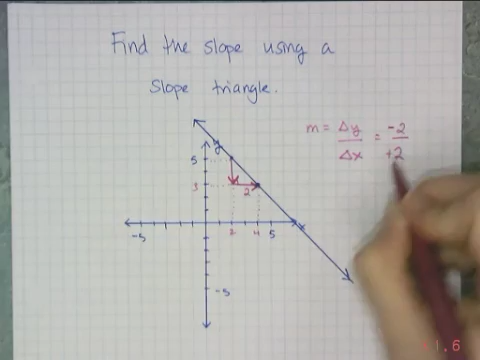 Find the slope using a
slope triangle.
m = Δy/Δx = -2/+2
y
5
3
2
-5
2
4
5
x
-5